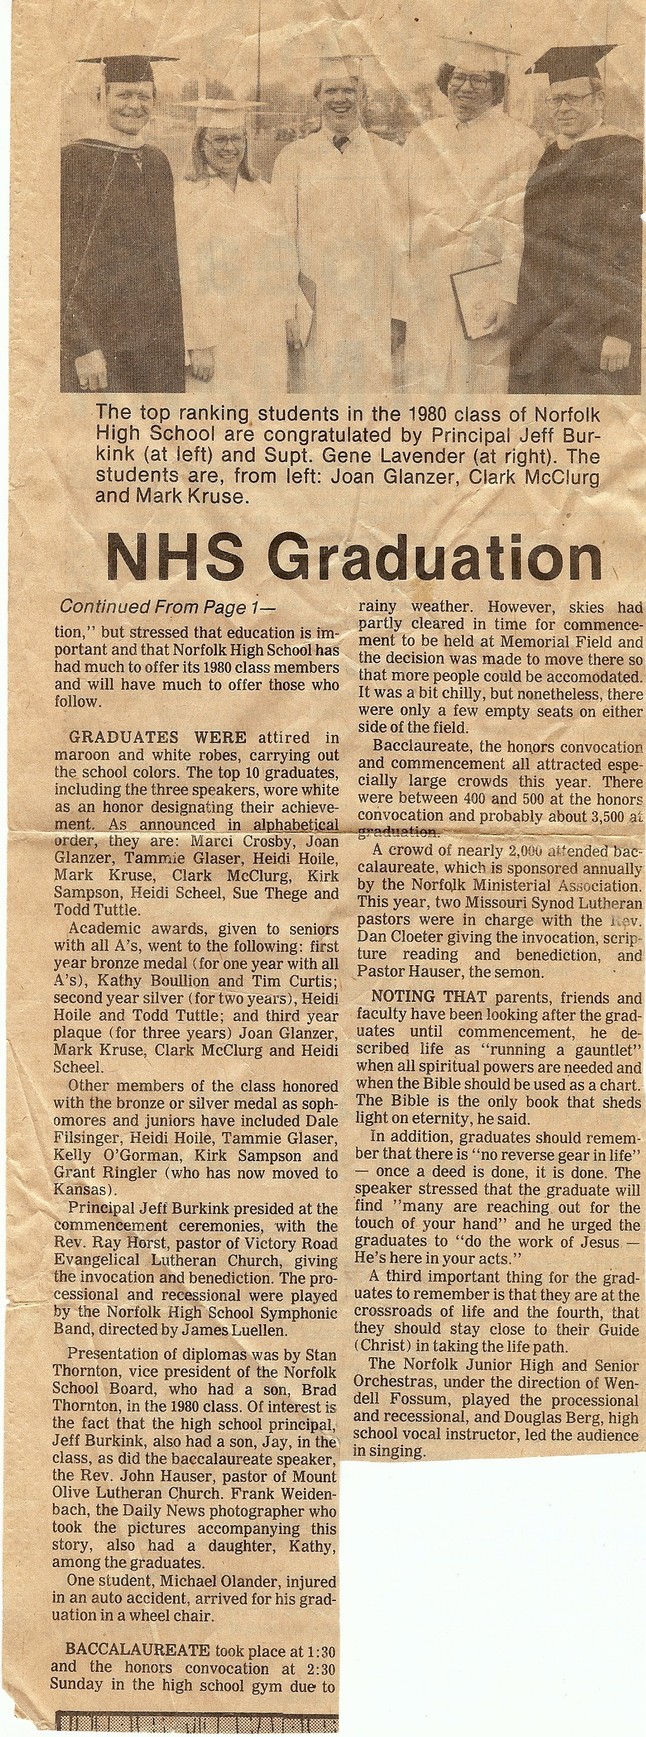 The top ranking students in the 1980 class of Norfolk
High School are congratulated by Principal Jeff Bur-
kink (at left) and Supt. Gene Lavender (at right). The
students are, from left: Joan Glanzer, Clark McClurg
and Mark Kruse.
NHS Graduation
Continued From Page 1—
tion,” but stressed that education is im-
portant and that Norfolk High School has
had much to offer its 1980 class members
and will have much to offer those who
follow.
GRADUATES WERE attired in
maroon and white robes, carrying out
the school colors. The top 10 graduates,
including the three speakers, wore white
as an honor designating their achieve-
ment. As announced in alphabetical
order, they are: Marci Crosby, Joan
Glanzer, Tammie Glaser, Heidi Hoile,
Mark Kruse, Clark McClurg, Kirk
Sampson, Heidi Scheel, Sue Thege and
Todd Tuttle.
Academic awards, given to seniors
with all A’s, went to the following: first
year bronze medal (for one year with all
A’s), Kathy Boullion and Tim Curtis;
second year silver (for two years), Heidi
Hoile and Todd Tuttle; and third year
plaque (for three years) Joan Glanzer,
Mark Kruse, Clark McClurg and Heidi
Scheel.
Other members of the class honored
with the bronze or silver medal as soph-
omores and juniors have included Dale
Filsinger, Heidi Hoile, Tammie Glaser,
Kelly O’Gorman, Kirk Sampson and
Grant Ringler (who has now moved to
Kansas).
Principal Jeff Burkink presided at the
commencement ceremonies, with the
Rev. Ray Horst, pastor of Victory Road
Evangelical Lutheran Church, giving
the invocation and benediction. The pro-
cessional and recessional were played
by the Norfolk High School Symphonic
Band, directed by James Luellen.
Presentation of diplomas was by Stan
Thornton, vice president of the Norfolk
School Board, who had a son, Brad
Thornton, in the 1980 class. Of interest is
the fact that the high school principal,
Jeff Burkink, also had a son, Jay, in the
class, as did the baccalaureate speaker,
the Rev. John Hauser, pastor of Mount
Olive Lutheran Church. Frank Weiden-
bach, the Daily News photographer who
took the pictures accompanying this
story, also had a daughter, Kathy,
among the graduates.
One student, Michael Olander, injured
in an auto accident, arrived for his grad-
uation in a wheel chair.
BACCALAUREATE took place at 1:30
and the honors convocation at 2:30
Sunday in the high school gym due to
rainy weather. However, skies had
partly cleared in time for commence-
ment to be held at Memorial Field and
the decision was made to move there so
that more people could be accomodated.
It was a bit chilly, but nonetheless, there
were only a few empty seats on either
side of the field.
Bacclaureate, the honors convocation
and commencement all attracted espe-
cially large crowds this year. There
were between 400 and 500 at the honors
convocation and probably about 3,500 at
graduation.
A crowd of nearly 2,000 attended bac-
calaureate, which is sponsored annually
by the Norfolk Ministerial Association.
This year, two Missouri Synod Lutheran
pastors were in charge with the Rev.
Dan Cloeter giving the invocation, scrip-
ture reading and benediction, and
Pastor Hauser, the semon.
NOTING THAT parents, friends and
faculty have been looking after the grad-
uates until commencement, he de-
scribed life as “running a gauntlet”
when all spiritual powers are needed and
when the Bible should be used as a chart.
The Bible is the only book that sheds
light on eternity, he said.
In addition, graduates should remem-
ber that there is “no reverse gear in life”
— once a deed is done, it is done. The
speaker stressed that the graduate will
find ”many are reaching out for the
touch of your hand” and he urged the
graduates to “do the work of Jesus —
He’s here in your acts.”
A third important thing for the grad-
uates to remember is that they are at the
crossroads of life and the fourth, that
they should stay close to their Guide
(Christ) in taking the life path.
The Norfolk Junior High and Senior
Orchestras, under the direction of Wen-
dell Fossum, played the processional
and recessional, and Douglas Berg, high
school vocal instructor, led the audience
in singing.